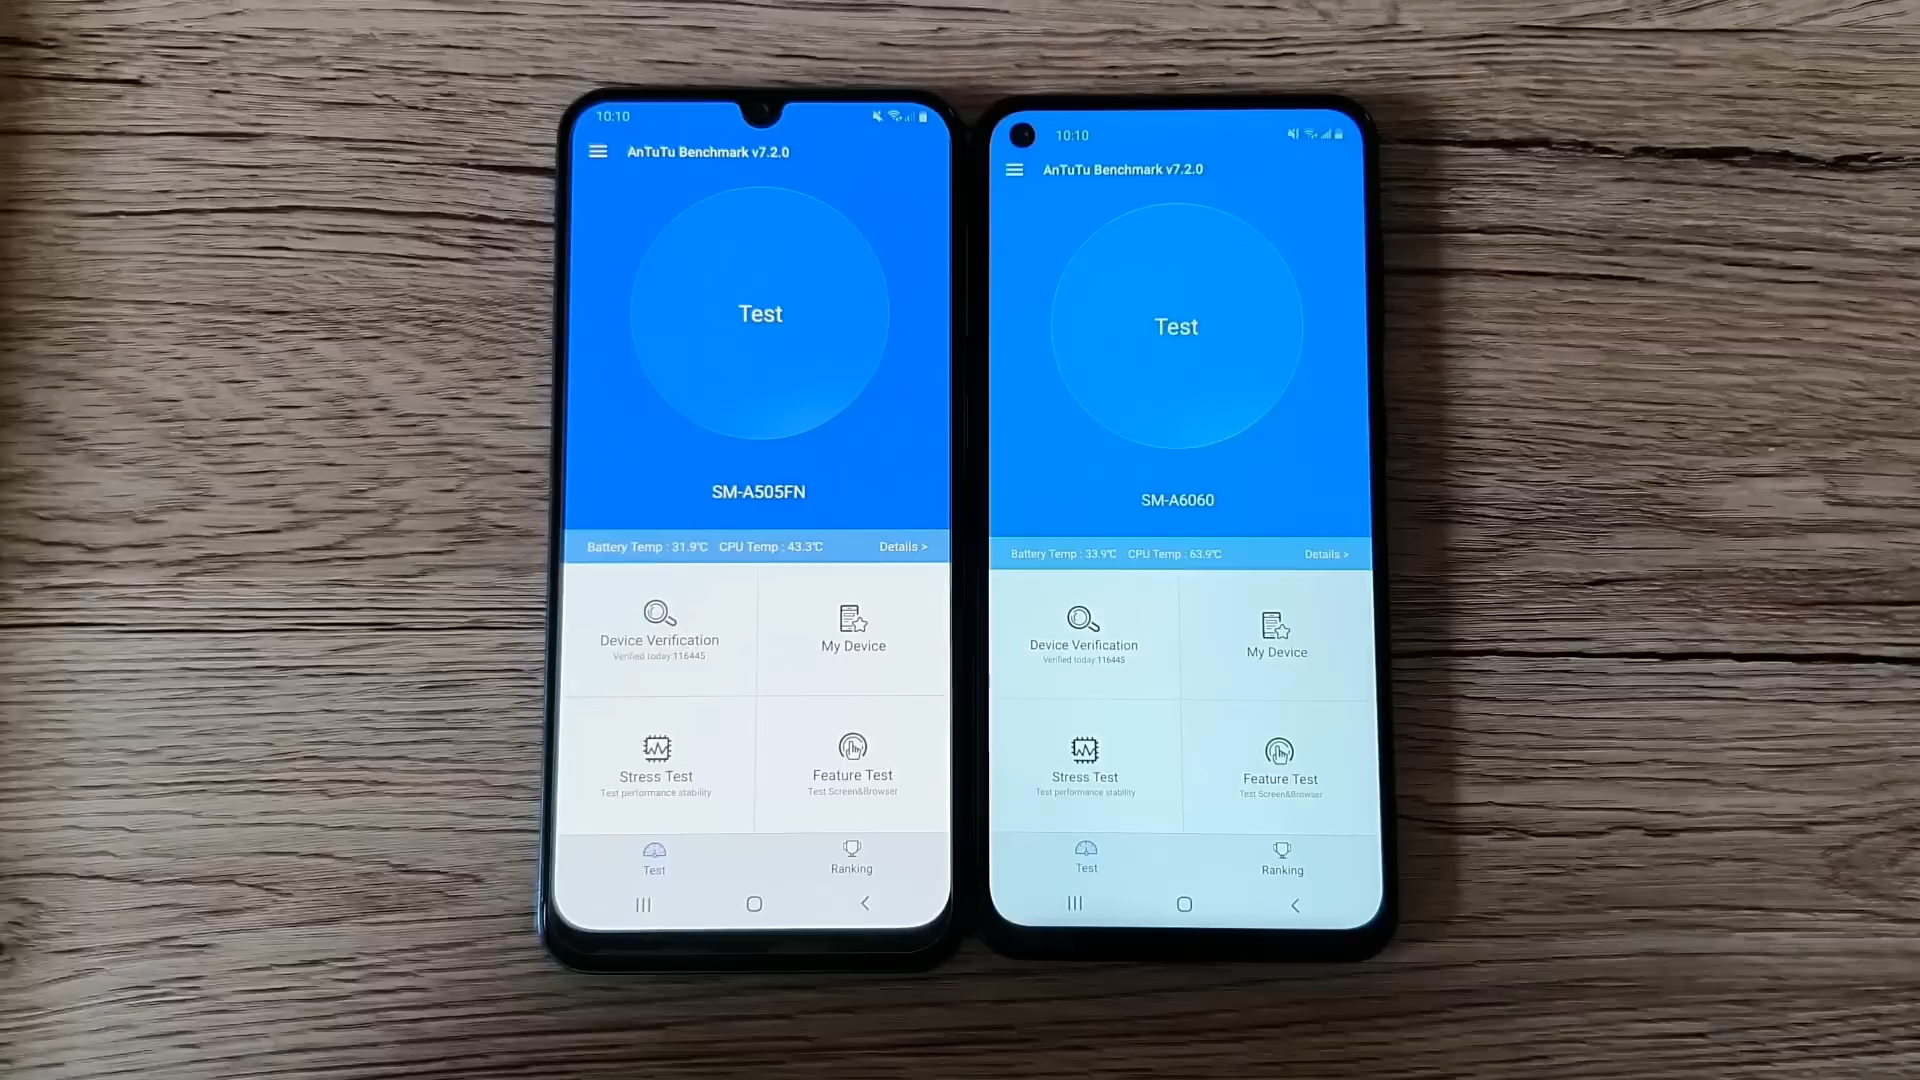 10:10
AnTuTu Benchmark v7.2.0
Test
SM-A505FN
Battery Temp : 31.9℃ CPU Temp : 43.3℃ Details >
Device Verification
Verified today:116445
My Device
Stress Test
Test performance stability
Feature Test
Test Screen&Browser
Test
Ranking
10:10
AnTuTu Benchmark v7.2.0
Test
SM-A6060
Battery Temp : 33.9℃ CPU Temp : 63.9℃ Details >
Device Verification
Verified today:116445
My Device
Stress Test
Test performance stability
Feature Test
Test Screen&Browser
Test
Ranking